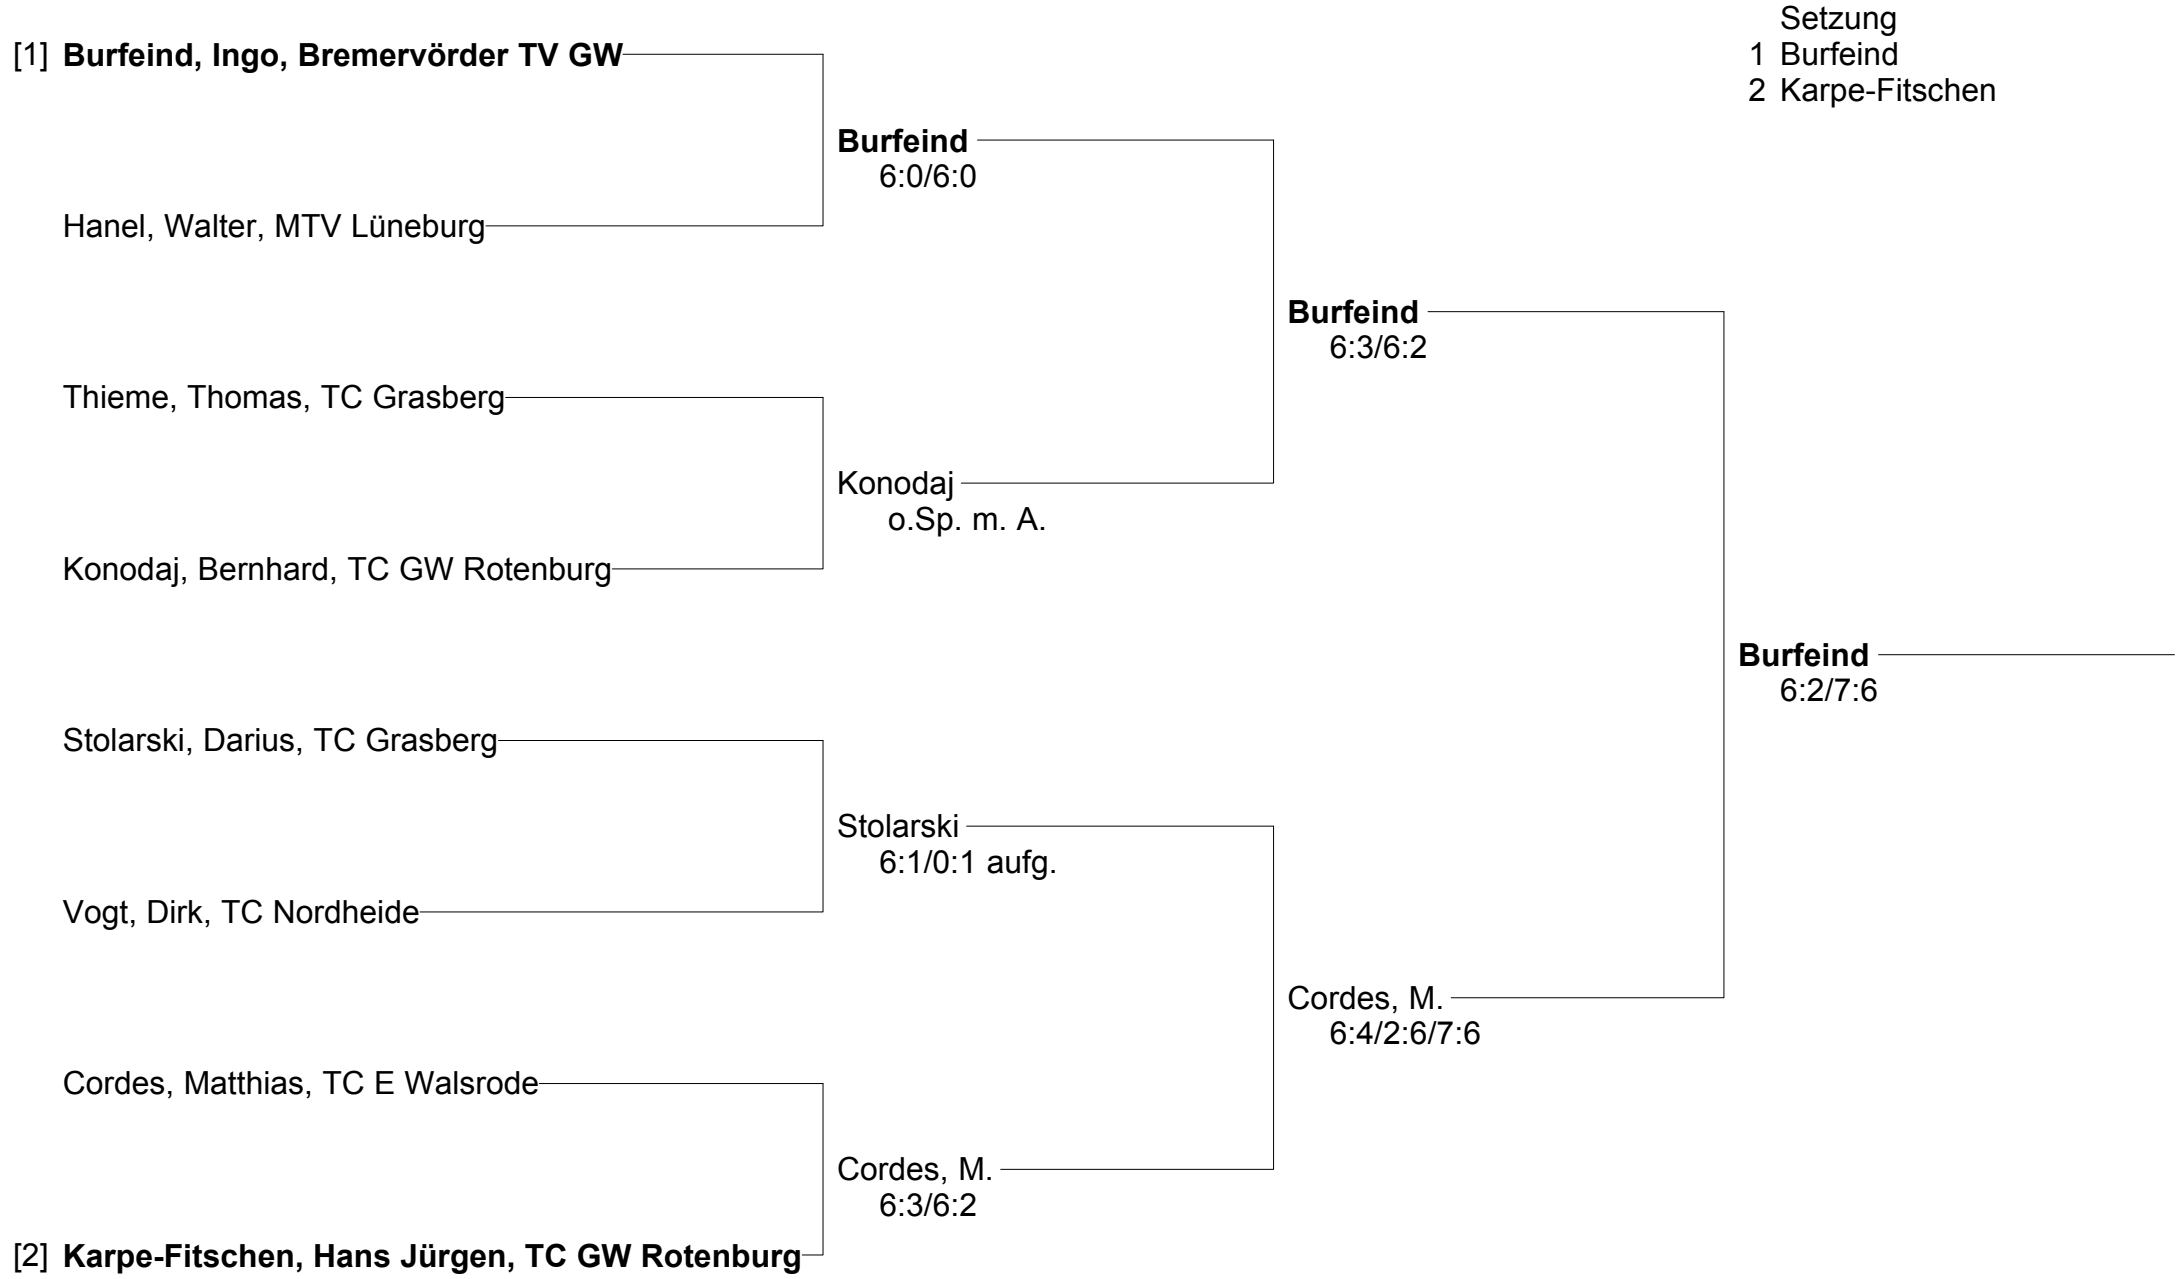 Setzung
1 Burfeind
2 Karpe-Fitschen
[1] Burfeind, Ingo, Bremervörder TV GW
Burfeind
6:0/6:0
Hanel, Walter, MTV Lüneburg
Burfeind
6:3/6:2
Thieme, Thomas, TC Grasberg
Konodaj
o.Sp. m. A.
Konodaj, Bernhard, TC GW Rotenburg
Burfeind
6:2/7:6
Stolarski, Darius, TC Grasberg
Stolarski
6:1/0:1 aufg.
Vogt, Dirk, TC Nordheide
Cordes, M.
6:4/2:6/7:6
Cordes, Matthias, TC E Walsrode
Cordes, M.
6:3/6:2
[2] Karpe-Fitschen, Hans Jürgen, TC GW Rotenburg